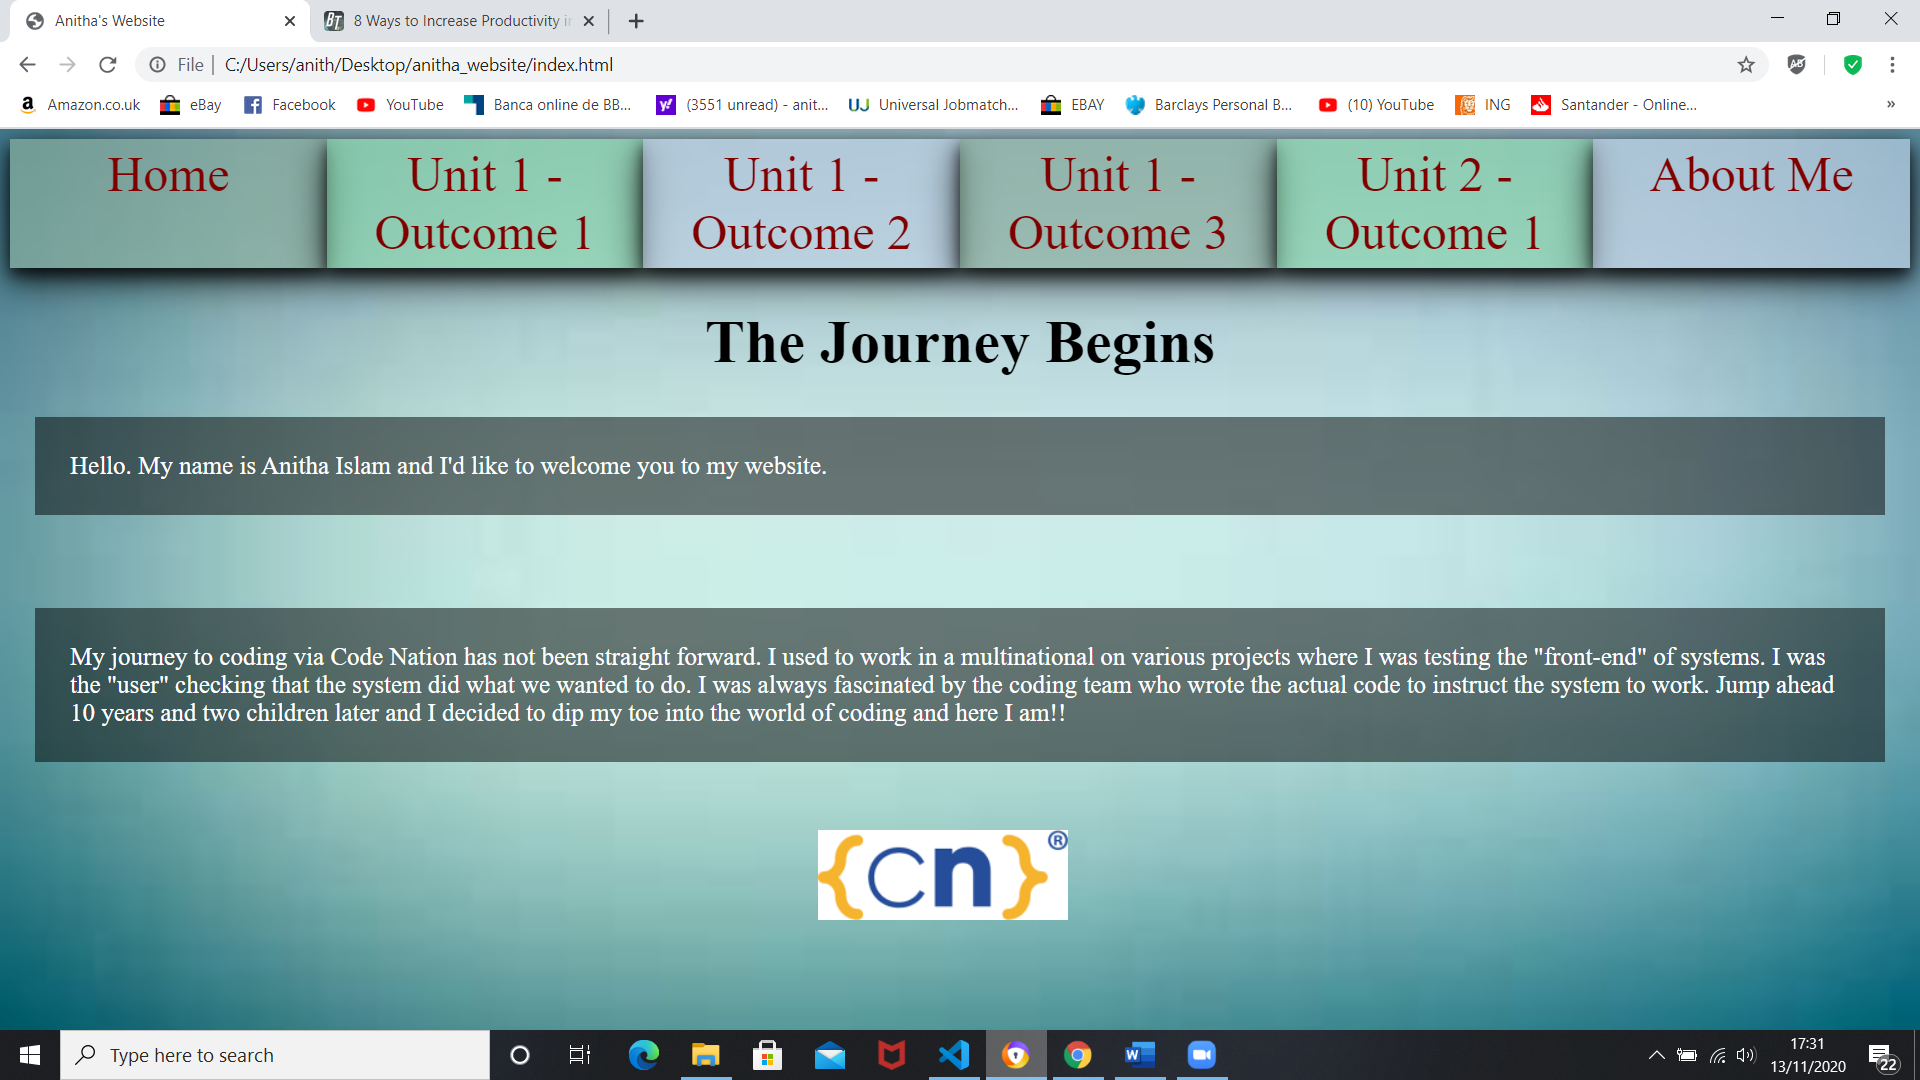 Anitha's Website
8 Ways to Increase Productivity in
File
C:/Users/anith/Desktop/anitha_website/index.html
Amazon.co.uk
eBay
Facebook
YouTube
Banca online de BB...
(3551 unread) - anit...
Universal Jobmatch...
EBAY
Barclays Personal B...
(10) YouTube
ING
Santander - Online...
»
Home
Unit 1 -
Outcome 1
Unit 1 -
Outcome 2
Unit 1 -
Outcome 3
Unit 2 -
Outcome 1
About Me
The Journey Begins
Hello. My name is Anitha Islam and I'd like to welcome you to my website.
My journey to coding via Code Nation has not been straight forward. I used to work in a multinational on various projects where I was testing the "front-end" of systems. I was
the "user" checking that the system did what we wanted to do. I was always fascinated by the coding team who wrote the actual code to instruct the system to work. Jump ahead
10 years and two children later and I decided to dip my toe into the world of coding and here I am!!
{cn}®
Type here to search
17:31
13/11/2020
22